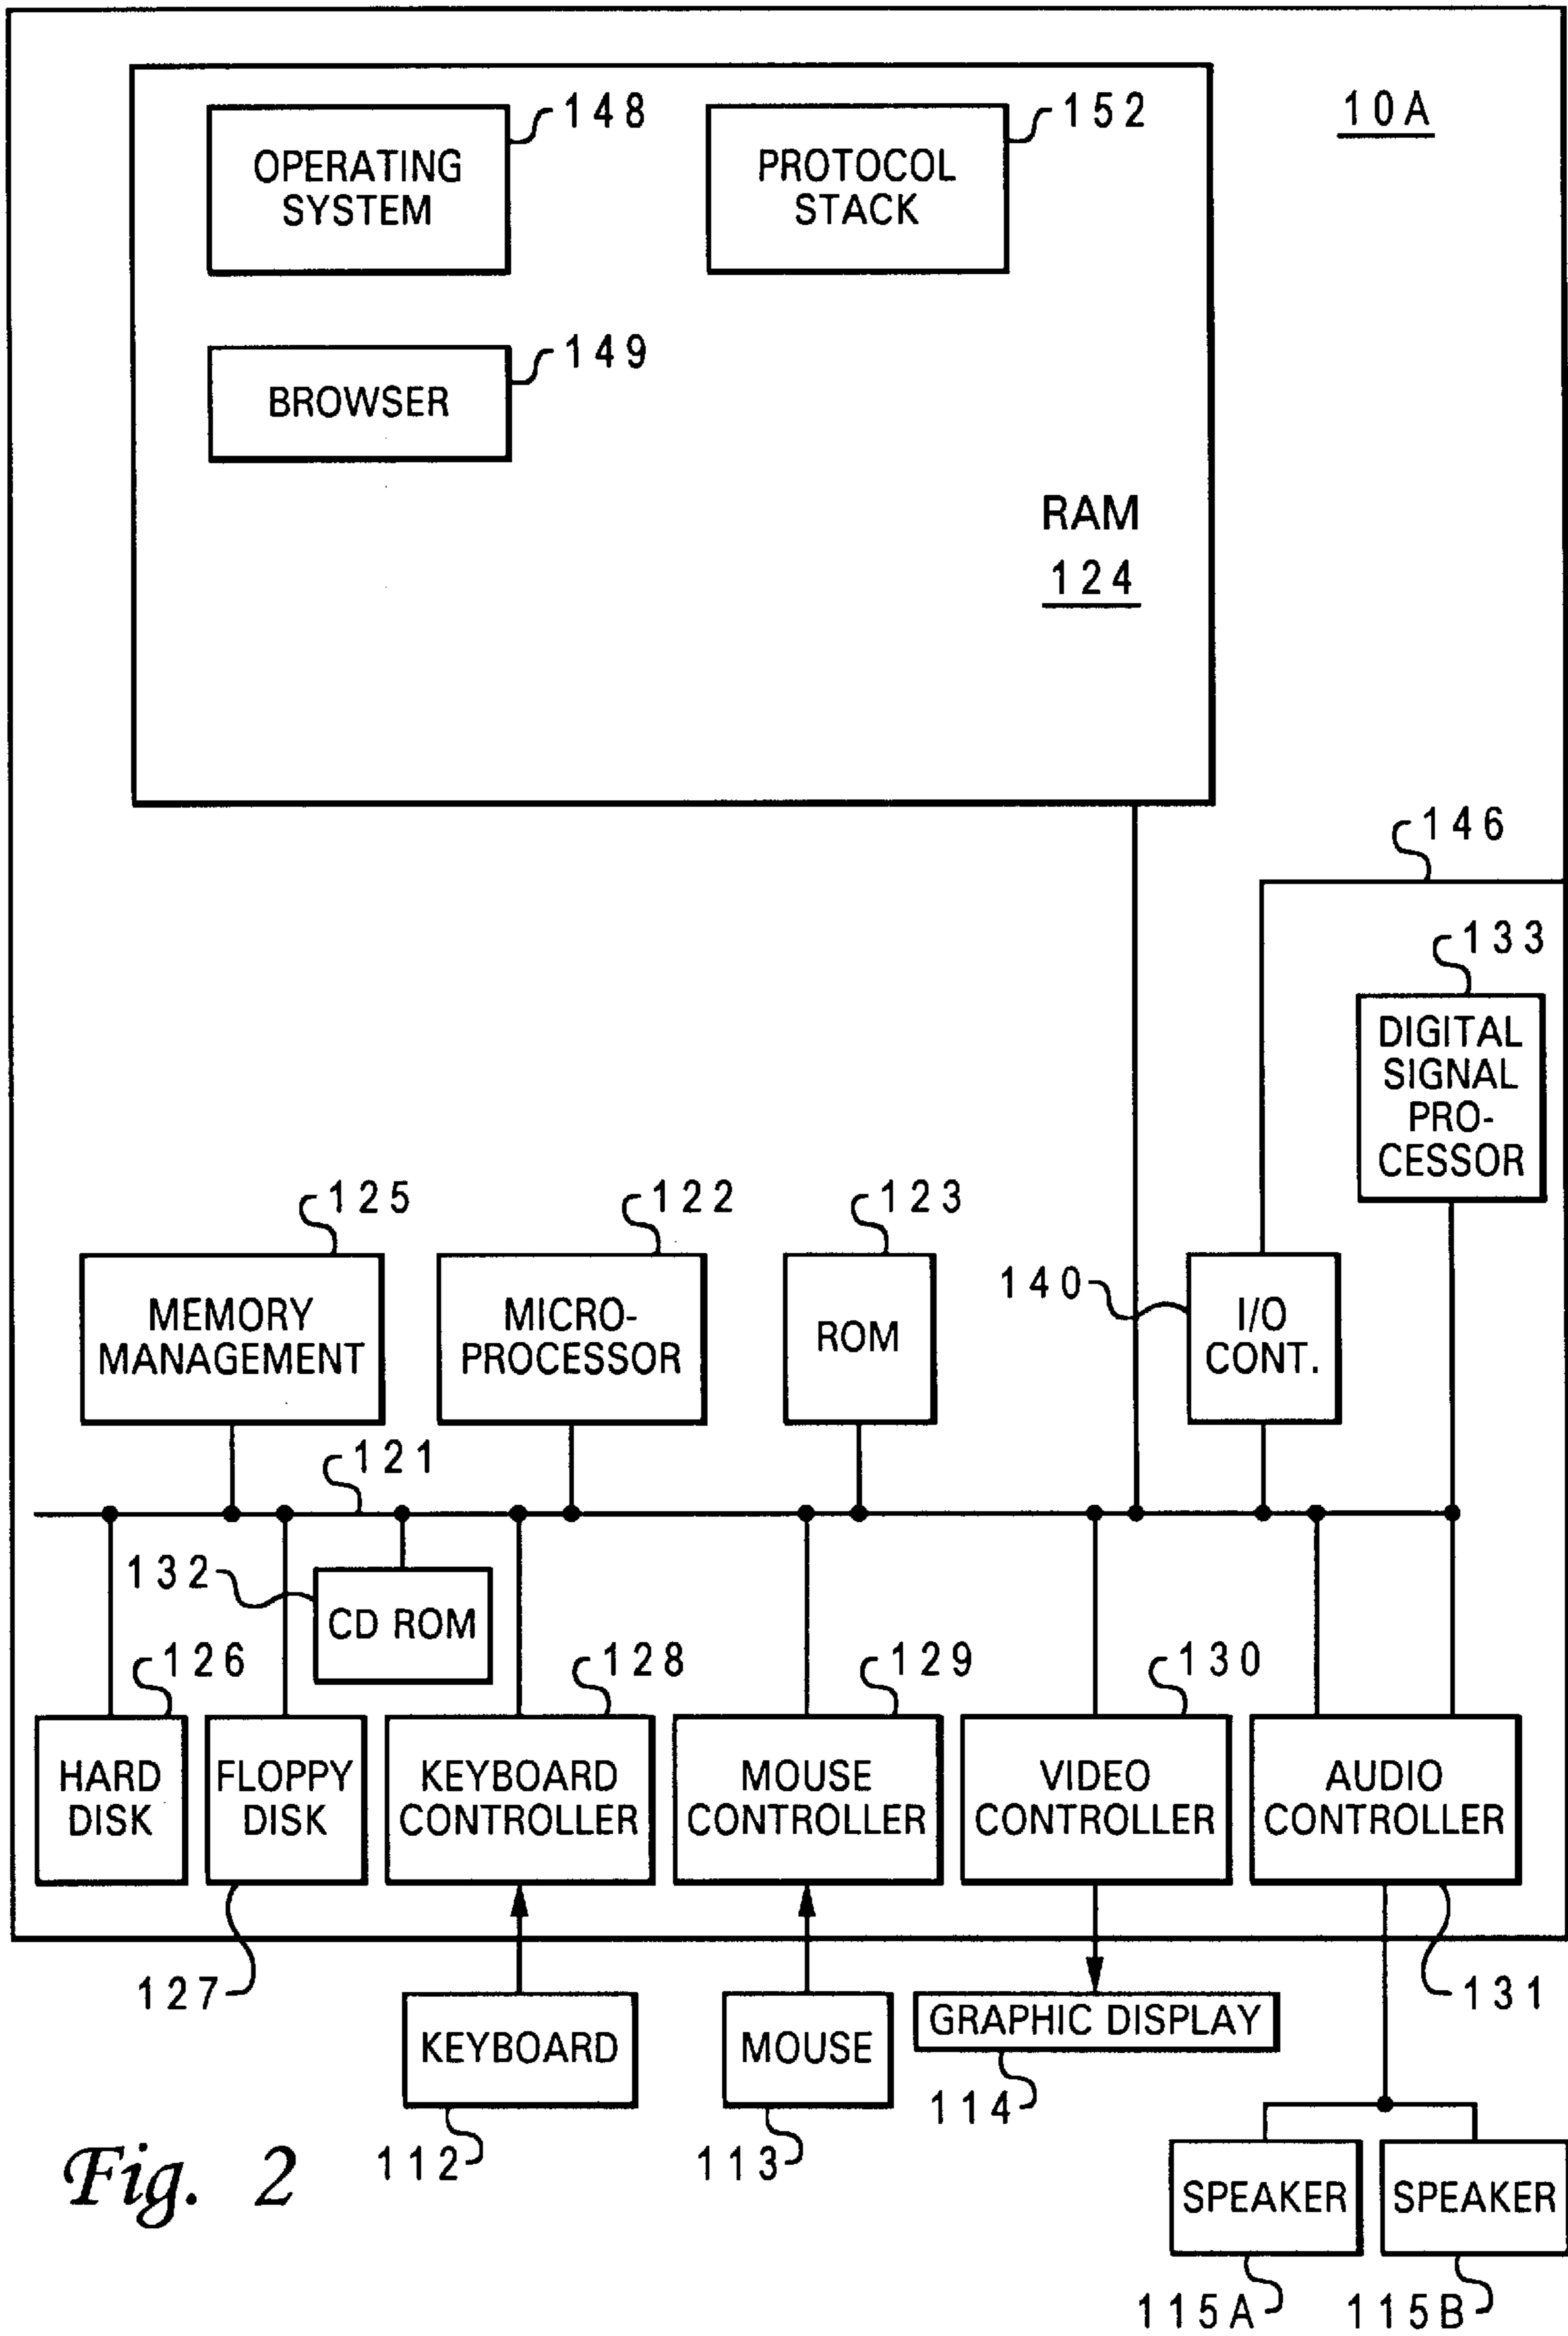 10A
148
OPERATING
SYSTEM
152
PROTOCOL
STACK
149
BROWSER
RAM
124
146
133
DIGITAL
SIGNAL
PRO-
CESSOR
125
MEMORY
MANAGEMENT
122
MICRO-
PROCESSOR
123
ROM
140
I/O
CONT.
121
132
CD ROM
126
HARD
DISK
FLOPPY
DISK
127
128
KEYBOARD
CONTROLLER
129
MOUSE
CONTROLLER
130
VIDEO
CONTROLLER
AUDIO
CONTROLLER
131
KEYBOARD
112
MOUSE
113
GRAPHIC DISPLAY
114
SPEAKER
115A
SPEAKER
115B
Fig. 2